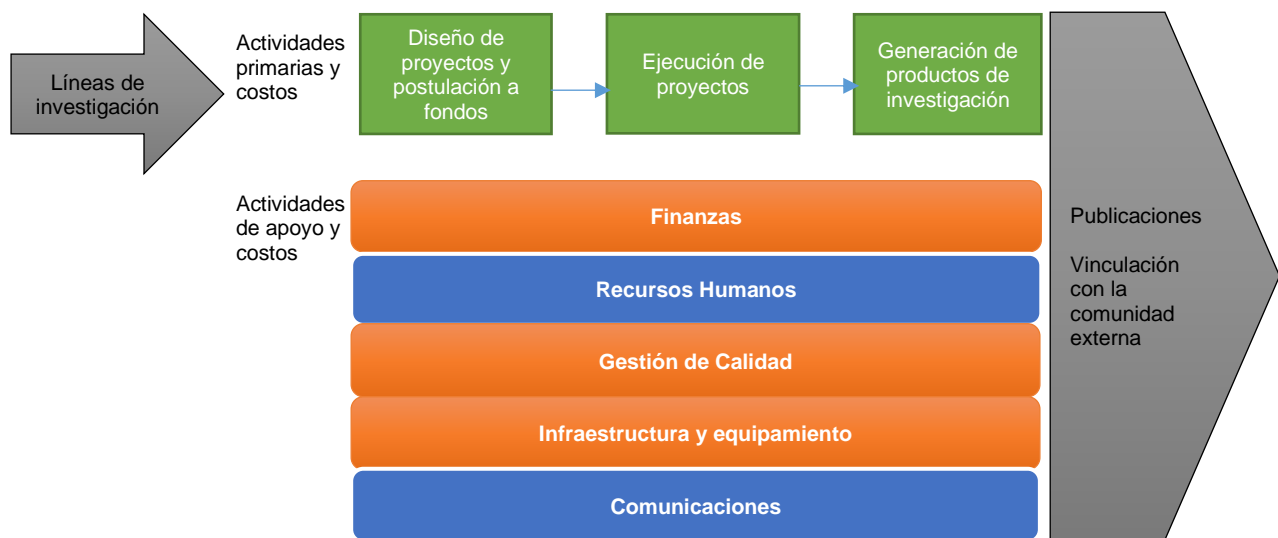 Líneas de
investigación
Actividades
primarias y
costos
Diseño de
proyectos y
postulación a
fondos
Ejecución de
proyectos
Generación de
productos de
investigación
Actividades
de apoyo y
costos
Finanzas
Recursos Humanos
Gestión de Calidad
Infraestructura y equipamiento
Comunicaciones
Publicaciones
Vinculación
con la
comunidad
externa